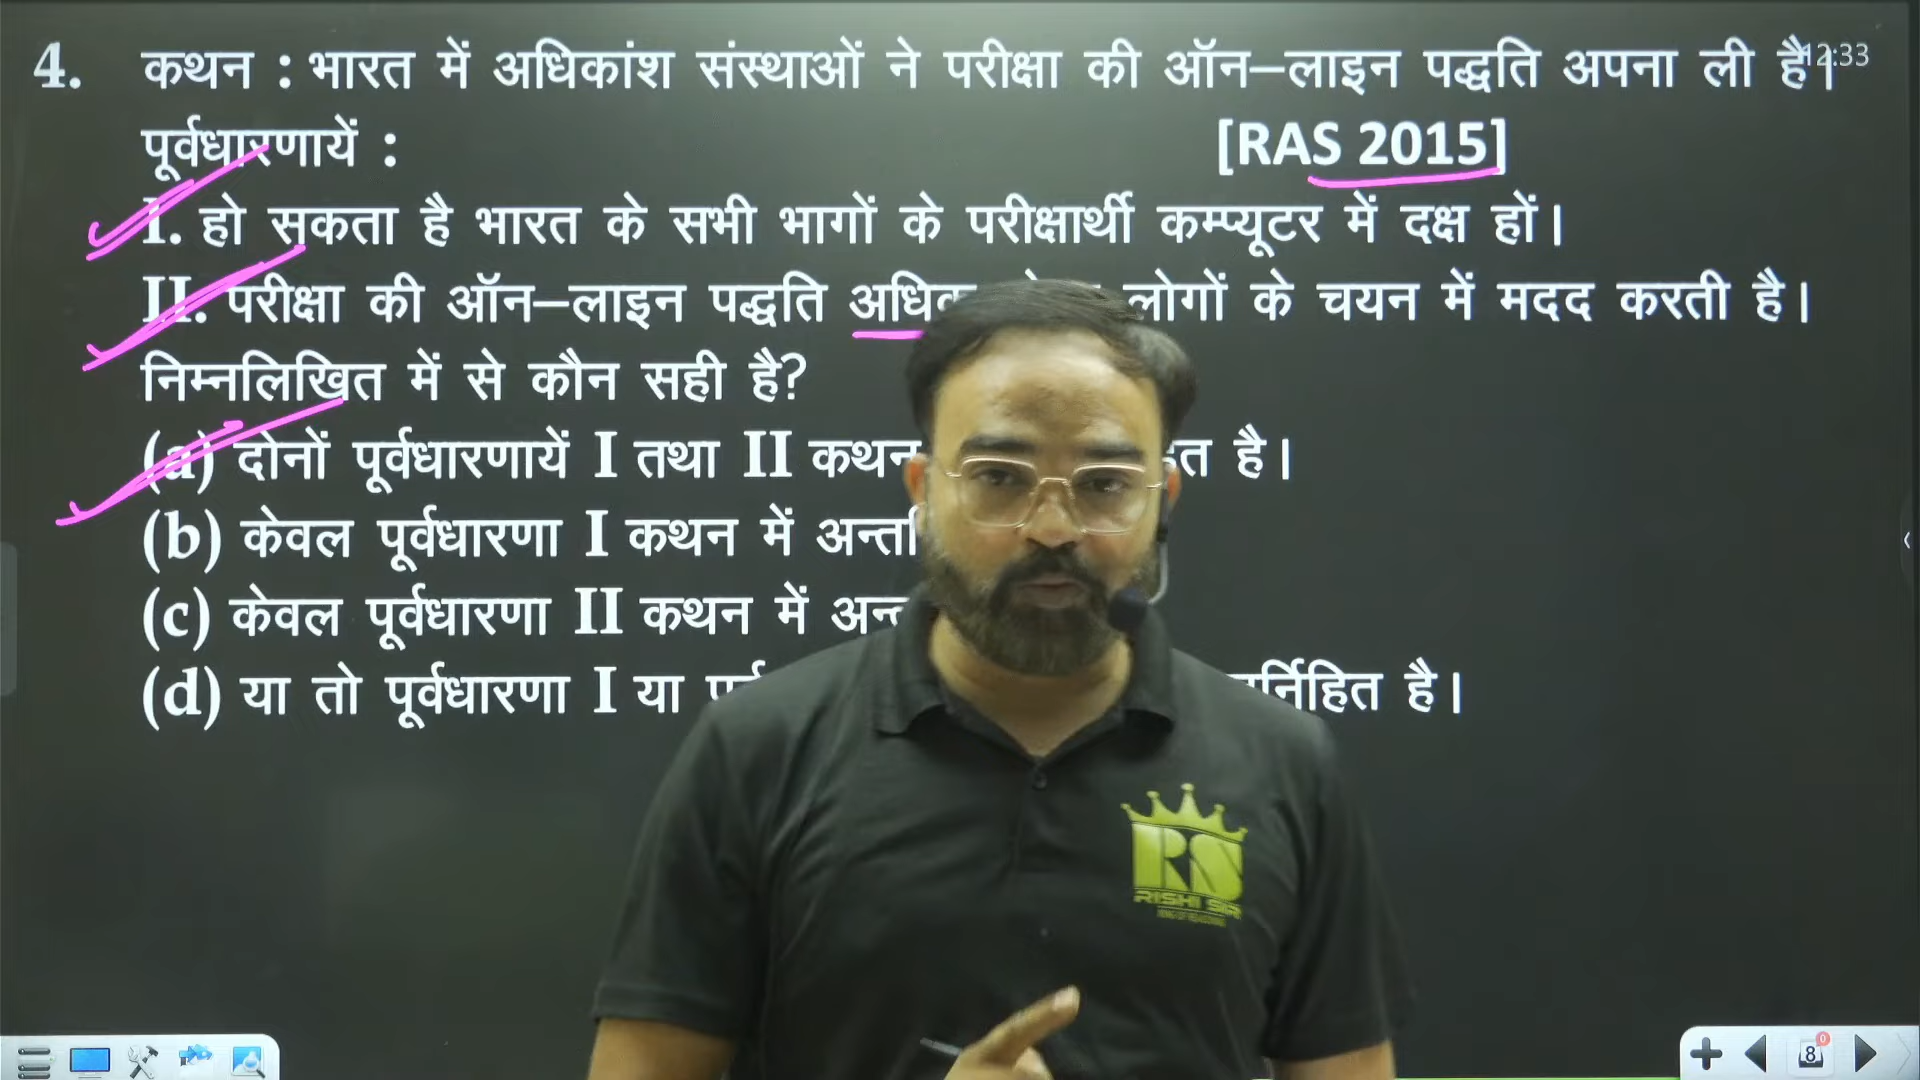 4. कथन : भारत में अधिकांश संस्थाओं ने परीक्षा की ऑन–लाइन पद्धति अपना ली है।
12:33
पूर्वधारणायें : [RAS 2015]
I. हो सकता है भारत के सभी भागों के परीक्षार्थी कम्प्यूटर में दक्ष हों।
II. परीक्षा की ऑन–लाइन पद्धति लोगों के चयन में मदद करती है।
निम्नलिखित में से कौन सही है?
(a) दोनों पूर्वधारणायें I तथा II कथन है।
(b) केवल पूर्वधारणा I कथन में
(c) केवल पूर्वधारणा II कथन में
(d) या तो पूर्वधारणा I या है।
RS
RISHI SIR
8
0